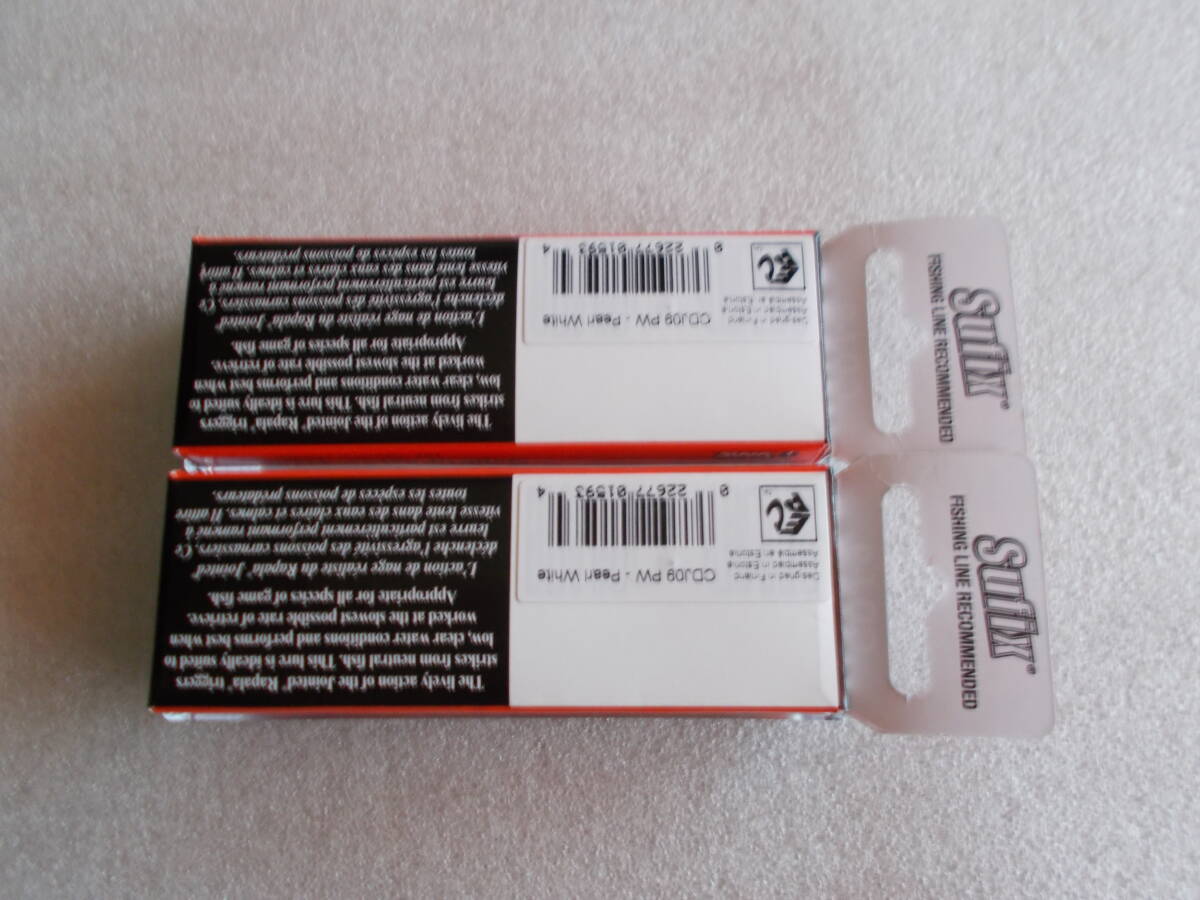 The lively action of the Jointed® Rapala® triggers
strikes from neutral fish. This lure is ideally suited to
low, clear water conditions and performs best when
worked at the slowest possible rate of retrieve.
Appropriate for all species of game fish.
L'action de nage réaliste du Rapala® Jointed®
déclenche l'agressivité des poissons carnassiers. Ce
leurre est particulièrement performant ramené à
vitesse lente dans des eaux claires et calmes. Il attire
toutes les espèces de poissons prédateurs.
CDJ09 PW - Pearl White
Designed in Finland
Assembled in Estonia
Assemblé en Estonie
0 22677 01593 4
Sufix®
FISHING LINE RECOMMENDED
The lively action of the Jointed® Rapala® triggers
strikes from neutral fish. This lure is ideally suited to
low, clear water conditions and performs best when
worked at the slowest possible rate of retrieve.
Appropriate for all species of game fish.
L'action de nage réaliste du Rapala® Jointed®
déclenche l'agressivité des poissons carnassiers. Ce
leurre est particulièrement performant ramené à
vitesse lente dans des eaux claires et calmes. Il attire
toutes les espèces de poissons prédateurs.
CDJ09 PW - Pearl White
Designed in Finland
Assembled in Estonia
Assemblé en Estonie
0 22677 01593 4
Sufix®
FISHING LINE RECOMMENDED